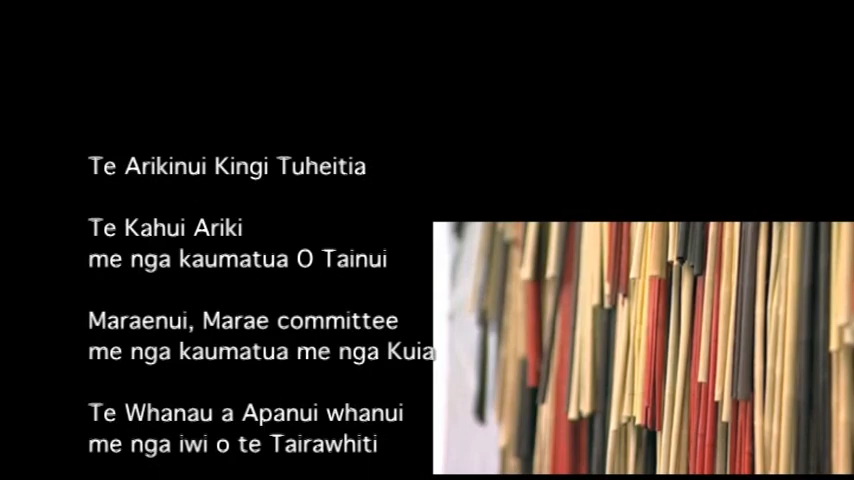 Te Arikinui Kingi Tuheitia
Te Kahui Ariki
me nga kaumatua O Tainui
Maraenui, Marae committee
me nga kaumatua me nga Kuia
Te Whanau a Apanui whanui
me nga iwi o te Tairawhiti